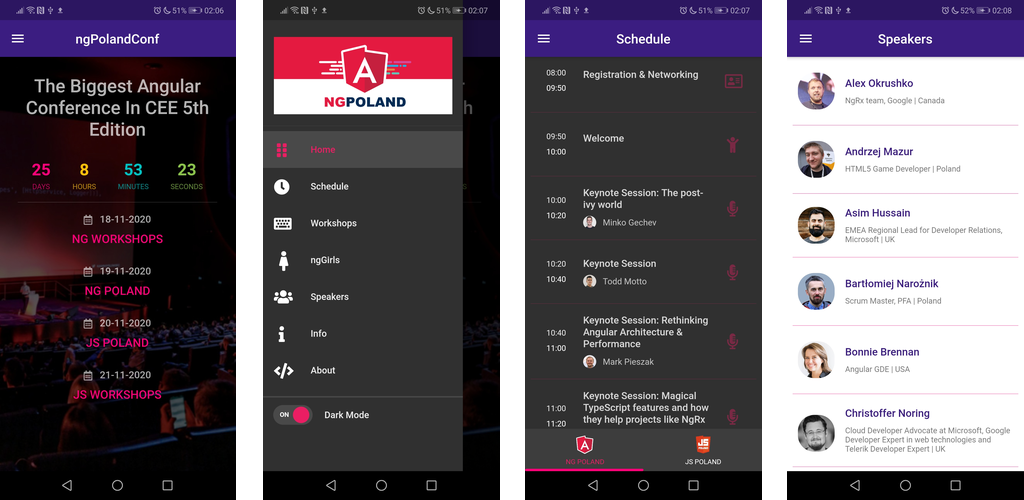 51% 02:06
ngPolandConf
The Biggest Angular
Conference In CEE 5th
Edition
25 8 53 23
DAYS HOURS MINUTES SECONDS
18-11-2020
NG WORKSHOPS
19-11-2020
NG POLAND
20-11-2020
JS POLAND
21-11-2020
JS WORKSHOPS
51% 02:07
A
NGPOLAND
Home
Schedule
Workshops
ngGirls
Speakers
Info
About
ON Dark Mode
51% 02:07
Schedule
08:00
09:50
Registration & Networking
09:50
10:00
Welcome
10:00
10:20
Keynote Session: The post-
ivy world
Minko Gechev
10:20
10:40
Keynote Session
Todd Motto
10:40
11:00
Keynote Session: Rethinking
Angular Architecture &
Performance
Mark Pieszak
11:00
11:20
Keynote Session: Magical
TypeScript features and how
they help projects like NgRx
A
NG POLAND
JS
JS POLAND
52% 02:08
Speakers
Alex Okrushko
NgRx team, Google | Canada
Andrzej Mazur
HTML5 Game Developer | Poland
Asim Hussain
EMEA Regional Lead for Developer Relations,
Microsoft | UK
Bartłomiej Narożnik
Scrum Master, PFA | Poland
Bonnie Brennan
Angular GDE | USA
Christoffer Noring
Cloud Developer Advocate at Microsoft, Google
Developer Expert in web technologies and
Telerik Developer Expert | UK